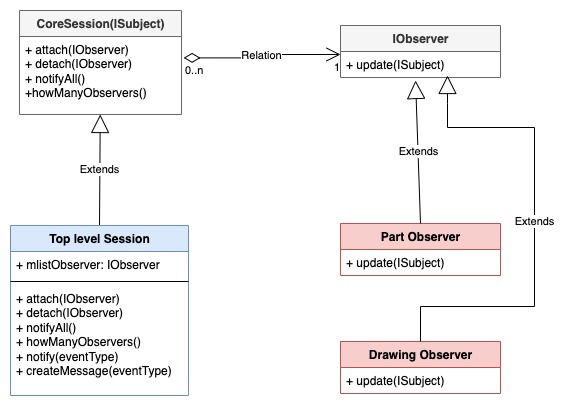 CoreSession(ISubject)
+ attach(IObserver)
+ detach(IObserver)
+ notifyAll()
+howManyObservers()
0..n
Relation
1
IObserver
+ update(ISubject)
Extends
Extends
Extends
Top level Session
+ mlistObserver: IObserver
+ attach(IObserver)
+ detach(IObserver)
+ notifyAll()
+ howManyObservers()
+ notify(eventType)
+ createMessage(eventType)
Part Observer
+ update(ISubject)
Drawing Observer
+ update(ISubject)